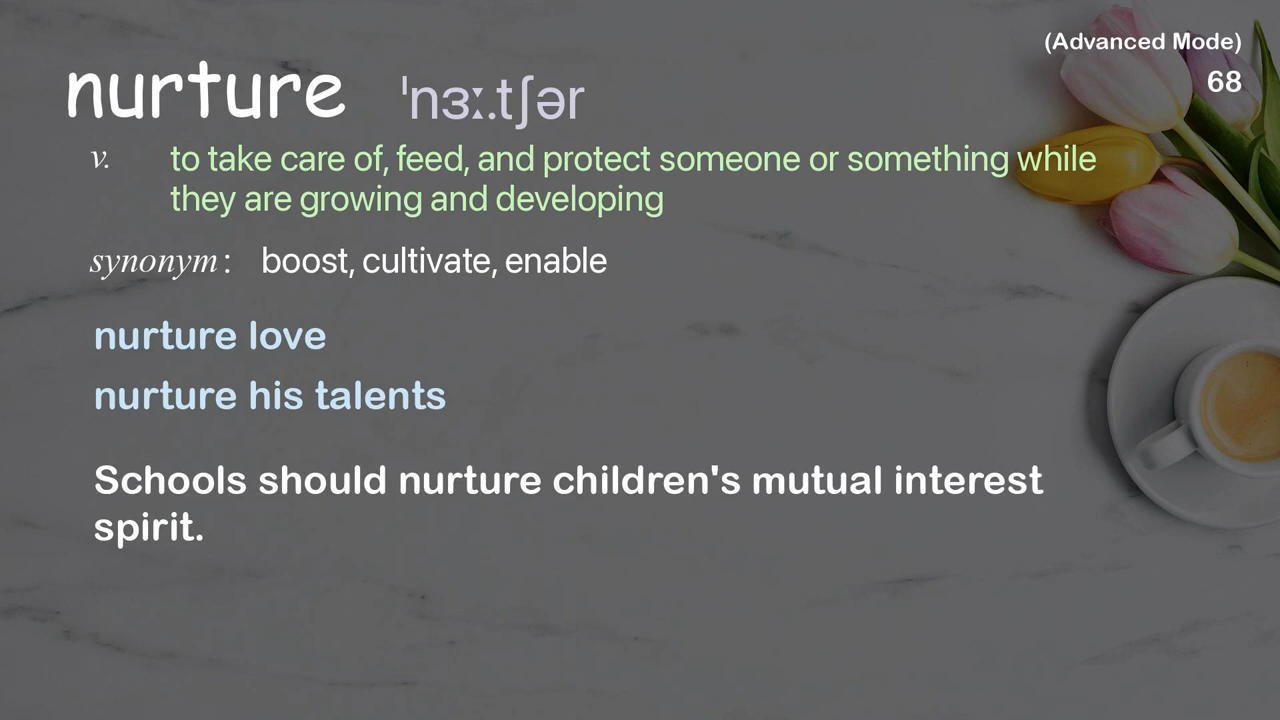 (Advanced Mode)
68
nurture ˈnɜː.tʃər
v. to take care of, feed, and protect someone or something while
they are growing and developing
synonym : boost, cultivate, enable
nurture love
nurture his talents
Schools should nurture children's mutual interest
spirit.